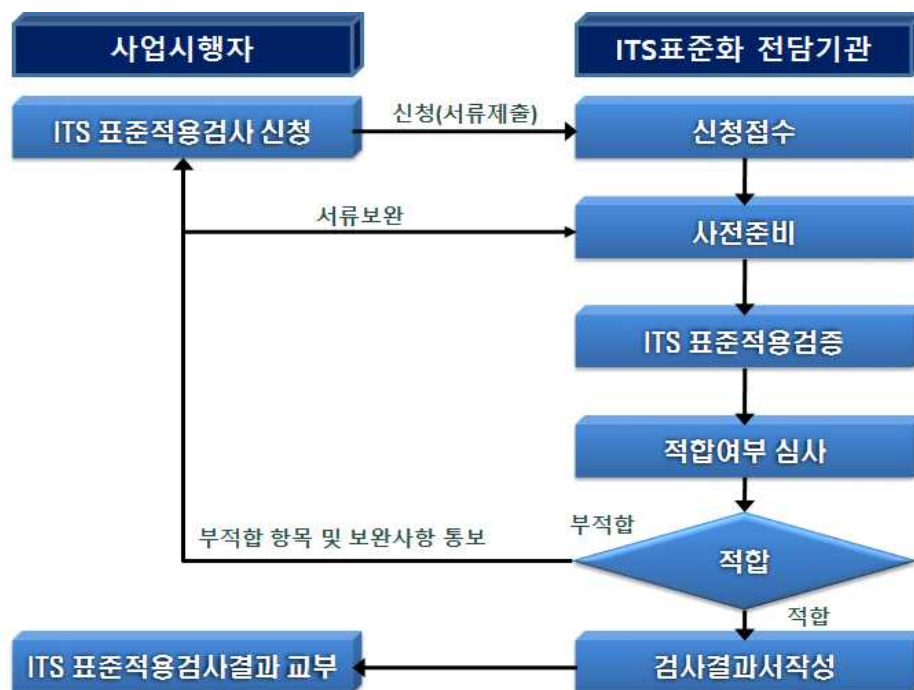 사업시행자
ITS표준화 전담기관
ITS 표준적용검사 신청
신청(서류제출)
신청접수
서류보완
사전준비
ITS 표준적용검증
적합여부 심사
부적합
부적합 항목 및 보완사항 통보
적합
적합
ITS 표준적용검사결과 교부
검사결과서작성